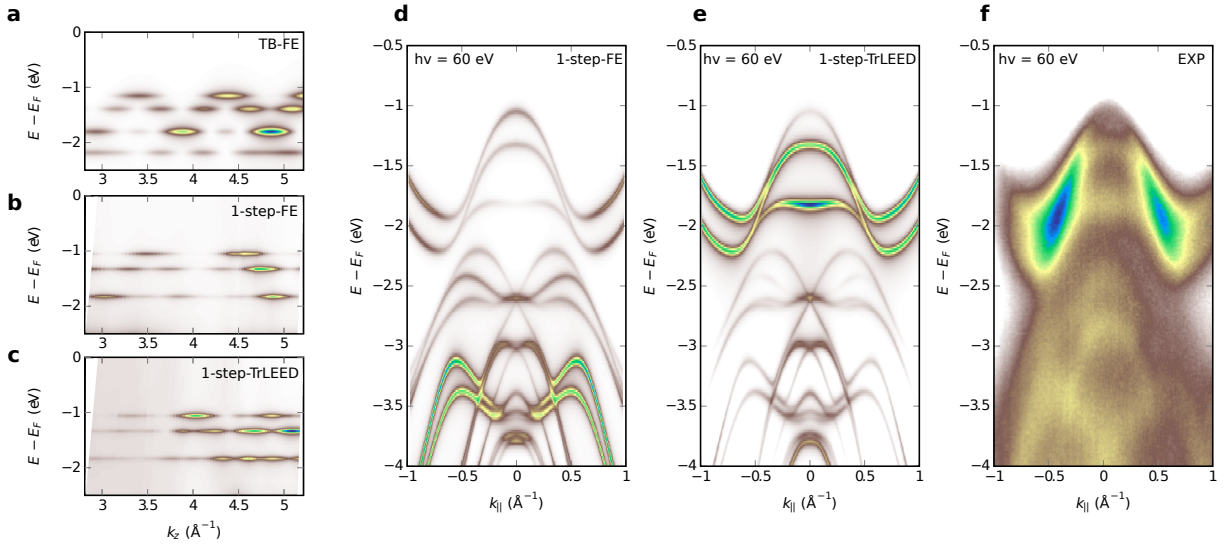 a
TB-FE
0
−1
−2
E − E_F (eV)
3 3.5 4 4.5 5
b
1-step-FE
0
−1
−2
E − E_F (eV)
3 3.5 4 4.5 5
c
1-step-TrLEED
0
−1
−2
E − E_F (eV)
3 3.5 4 4.5 5
k_z (Å⁻¹)
d
hν = 60 eV 1-step-FE
−0.5
−1
−1.5
−2
−2.5
−3
−3.5
−4
E − E_F (eV)
−1 −0.5 0 0.5 1
k_|| (Å⁻¹)
e
hν = 60 eV 1-step-TrLEED
−0.5
−1
−1.5
−2
−2.5
−3
−3.5
−4
E − E_F (eV)
−1 −0.5 0 0.5 1
k_|| (Å⁻¹)
f
hν = 60 eV EXP
−0.5
−1
−1.5
−2
−2.5
−3
−3.5
−4
E − E_F (eV)
−1 −0.5 0 0.5 1
k_|| (Å⁻¹)